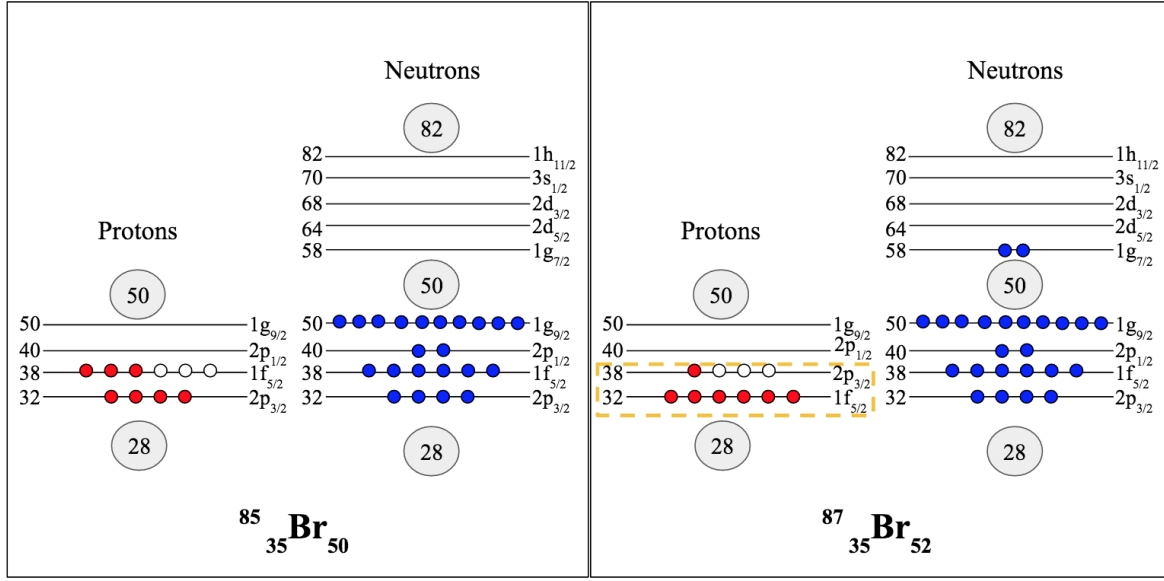 Neutrons
82
82 1h11/2
70 3s1/2
68 2d3/2
64 2d5/2
58 1g7/2
Protons
50
50
50 1g9/2
40 2p1/2
38 1f5/2
32 2p3/2
50 1g9/2
40 2p1/2
38 1f5/2
32 2p3/2
28
28
85 35Br50
Neutrons
82
82 1h11/2
70 3s1/2
68 2d3/2
64 2d5/2
58 1g7/2
Protons
50
50
50 1g9/2
40 2p1/2
38 2p3/2
32 1f5/2
50 1g9/2
40 2p1/2
38 1f5/2
32 2p3/2
28
28
87 35Br52